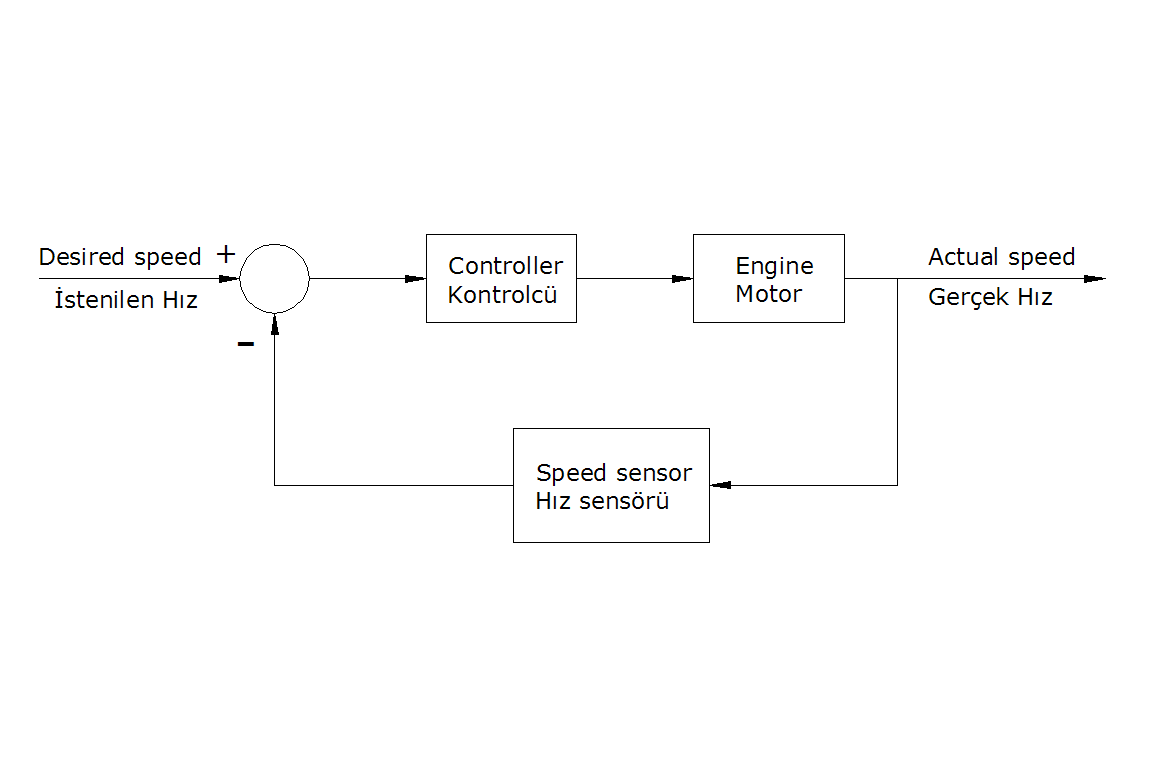 Desired speed +
İstenilen Hız
–
Controller
Kontrolcü
Engine
Motor
Actual speed
Gerçek Hız
Speed sensor
Hız sensörü